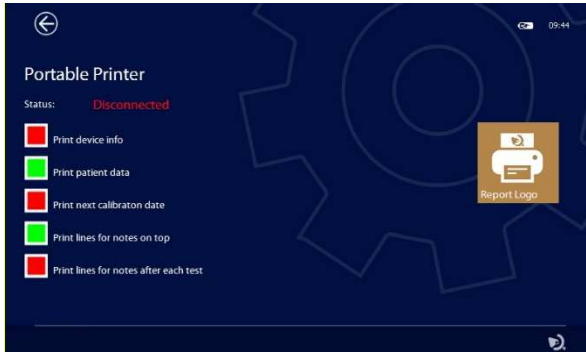 09:44
Portable Printer
Status: Disconnected
Print device info
Print patient data
Print next calibraton date
Print lines for notes on top
Print lines for notes after each test
Report Logo